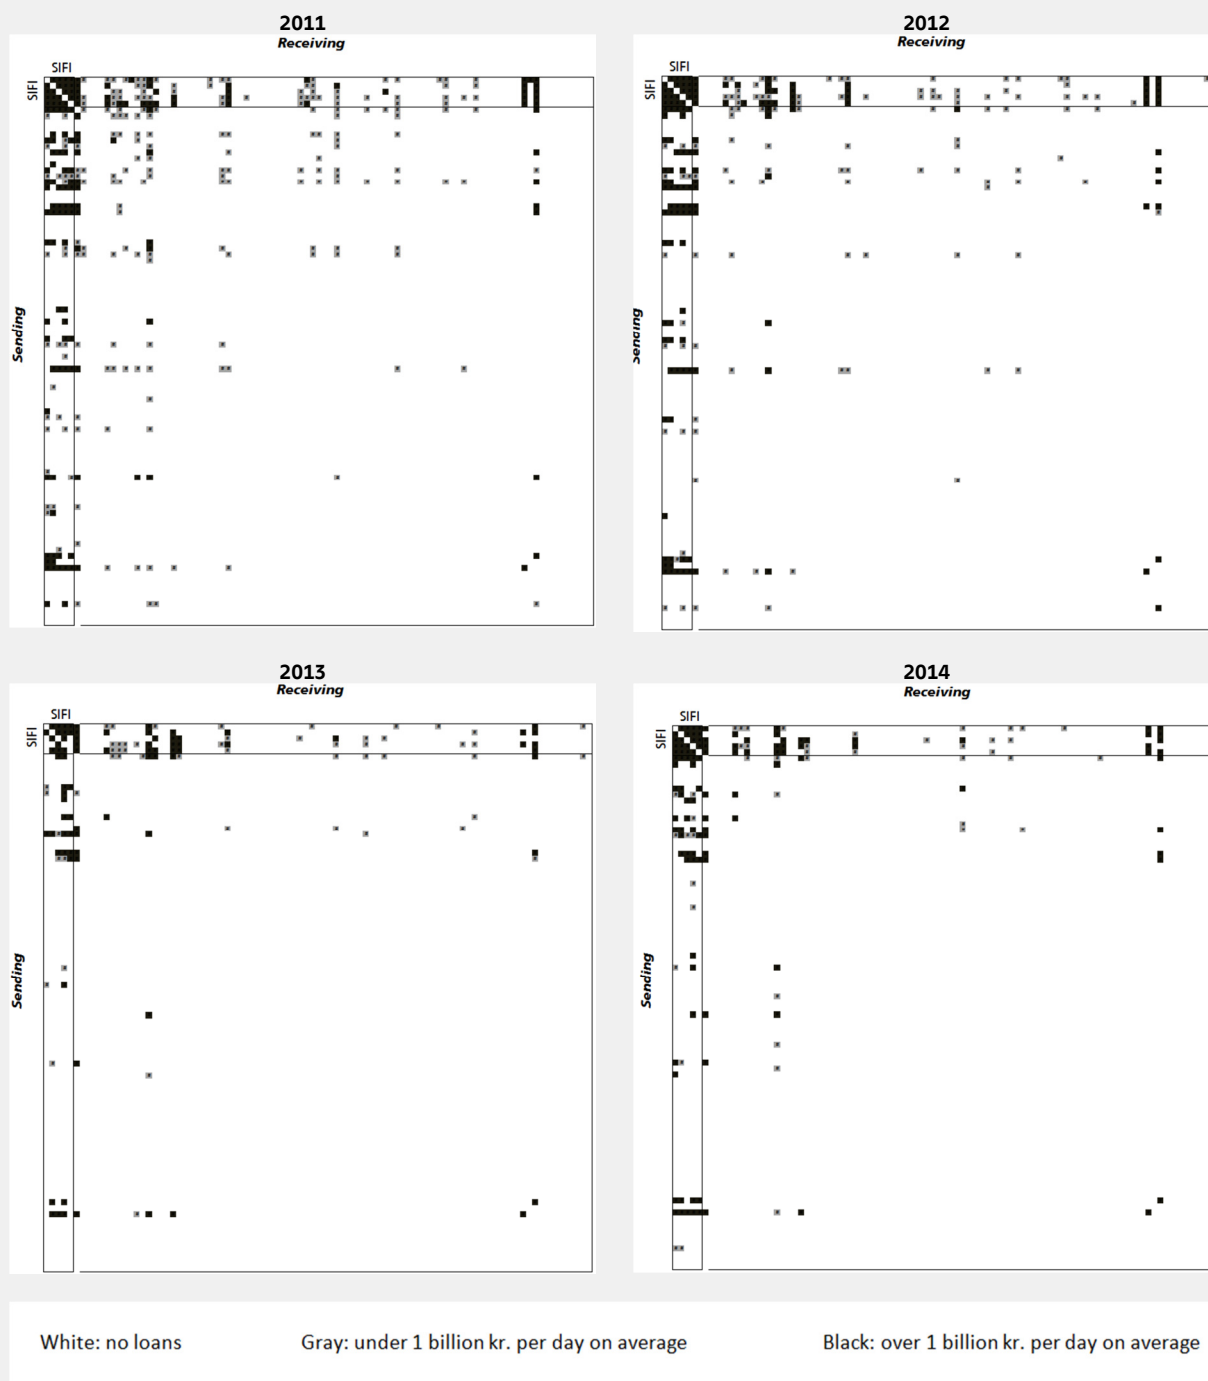 2011
Receiving
SIFI
SIFI
Sending
2012
Receiving
SIFI
SIFI
Sending
2013
Receiving
SIFI
SIFI
Sending
2014
Receiving
SIFI
SIFI
Sending
White: no loans
Gray: under 1 billion kr. per day on average
Black: over 1 billion kr. per day on average